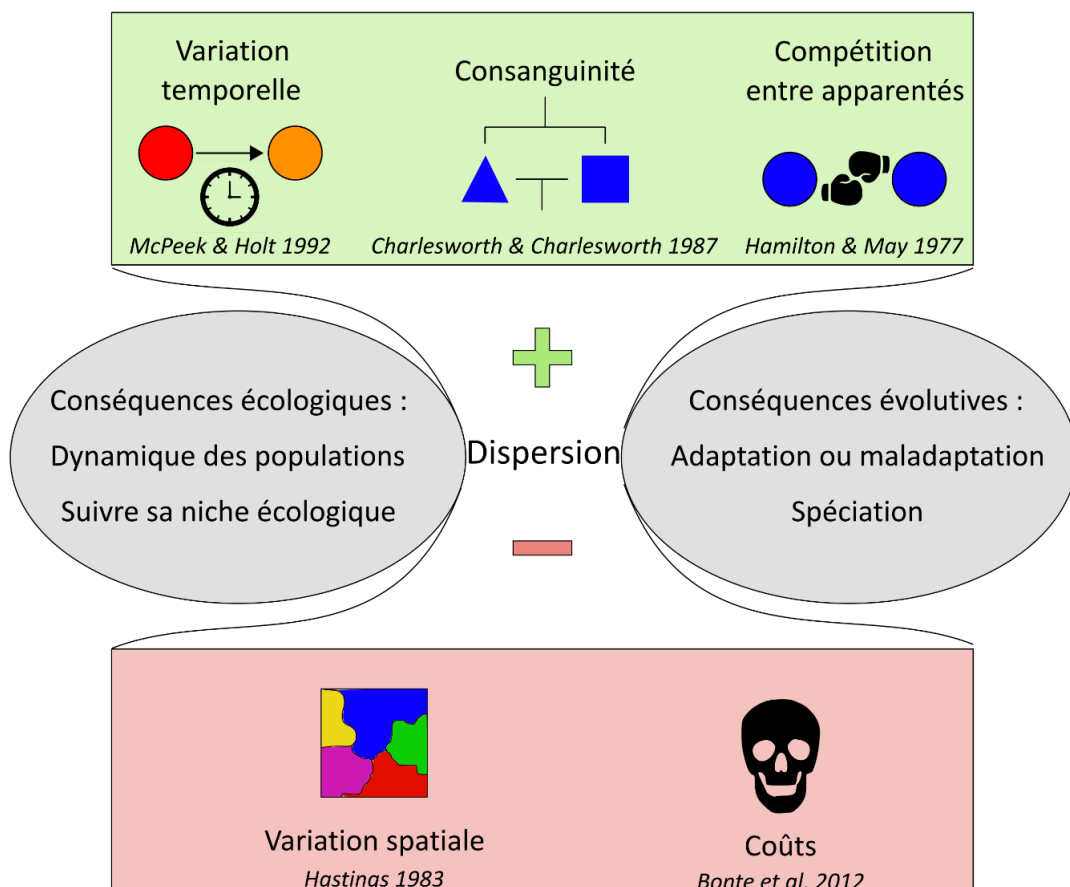 Variation
temporelle
McPeek & Holt 1992
Consanguinité
Charlesworth & Charlesworth 1987
Compétition
entre apparentés
Hamilton & May 1977
Conséquences écologiques :
Dynamique des populations
Suivre sa niche écologique
Dispersion
Conséquences évolutives :
Adaptation ou maladaptation
Spéciation
Variation spatiale
Hastings 1983
Coûts
Bonte et al. 2012